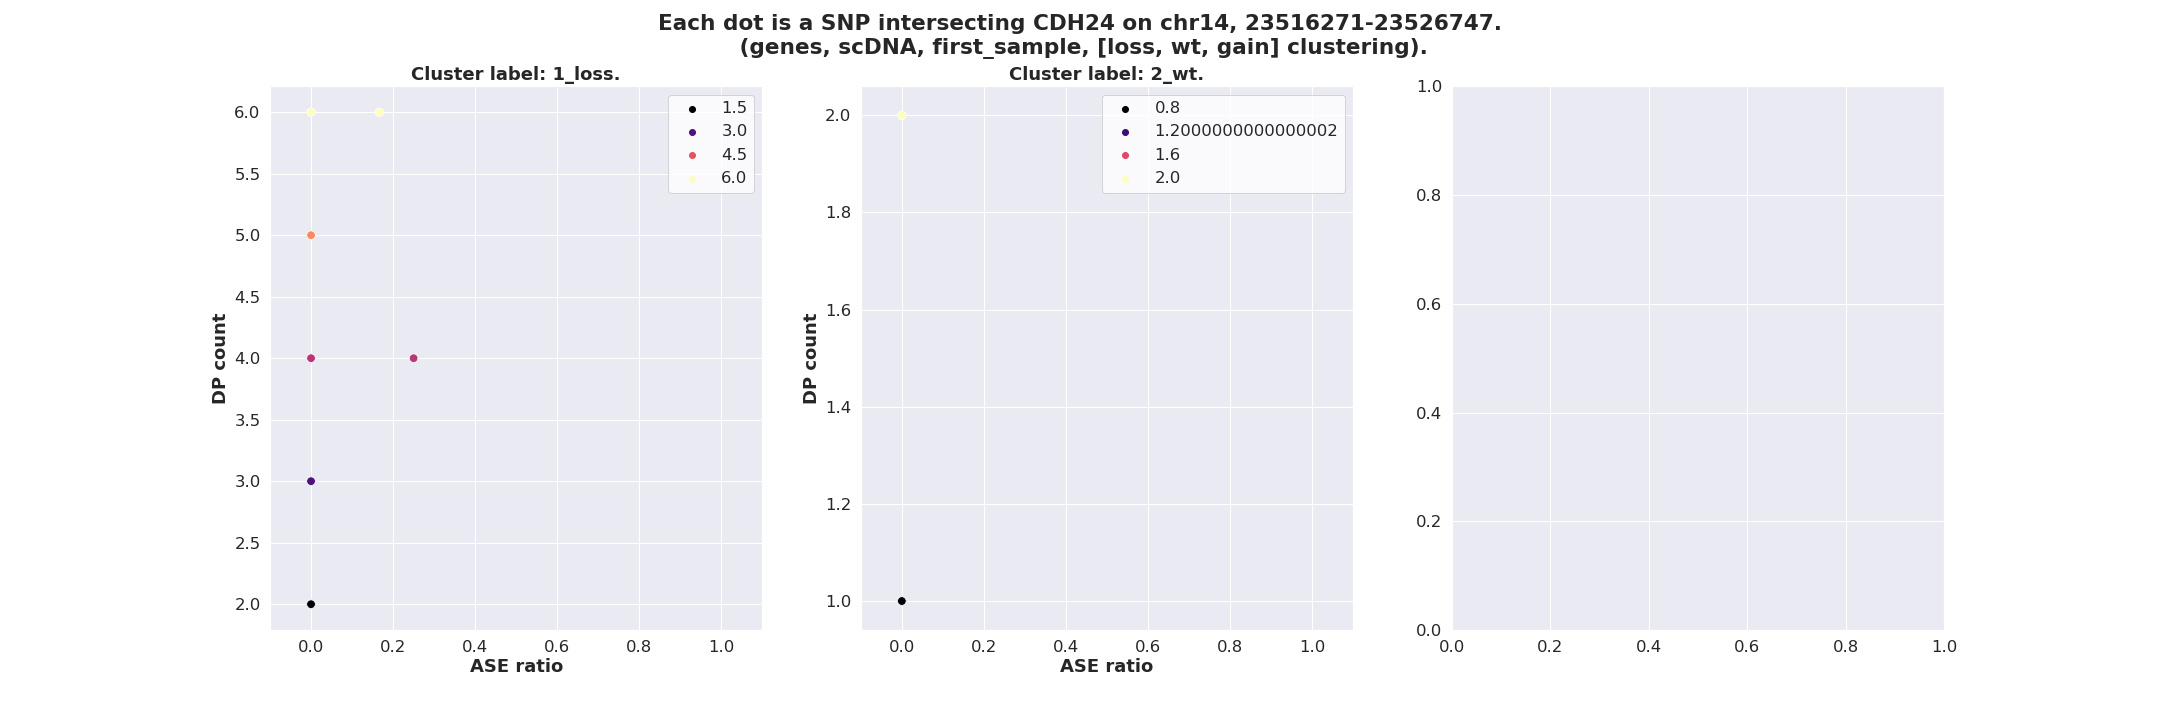 Each dot is a SNP intersecting CDH24 on chr14, 23516271-23526747.
(genes, scDNA, first_sample, [loss, wt, gain] clustering).
Cluster label: 1_loss.
6.0
5.5
5.0
4.5
4.0
3.5
3.0
2.5
2.0
DP count
1.5
3.0
4.5
6.0
0.0 0.2 0.4 0.6 0.8 1.0
ASE ratio
Cluster label: 2_wt.
2.0
1.8
1.6
1.4
1.2
1.0
DP count
0.8
1.2000000000000002
1.6
2.0
0.0 0.2 0.4 0.6 0.8 1.0
ASE ratio
1.0
0.8
0.6
0.4
0.2
0.0
0.0 0.2 0.4 0.6 0.8 1.0